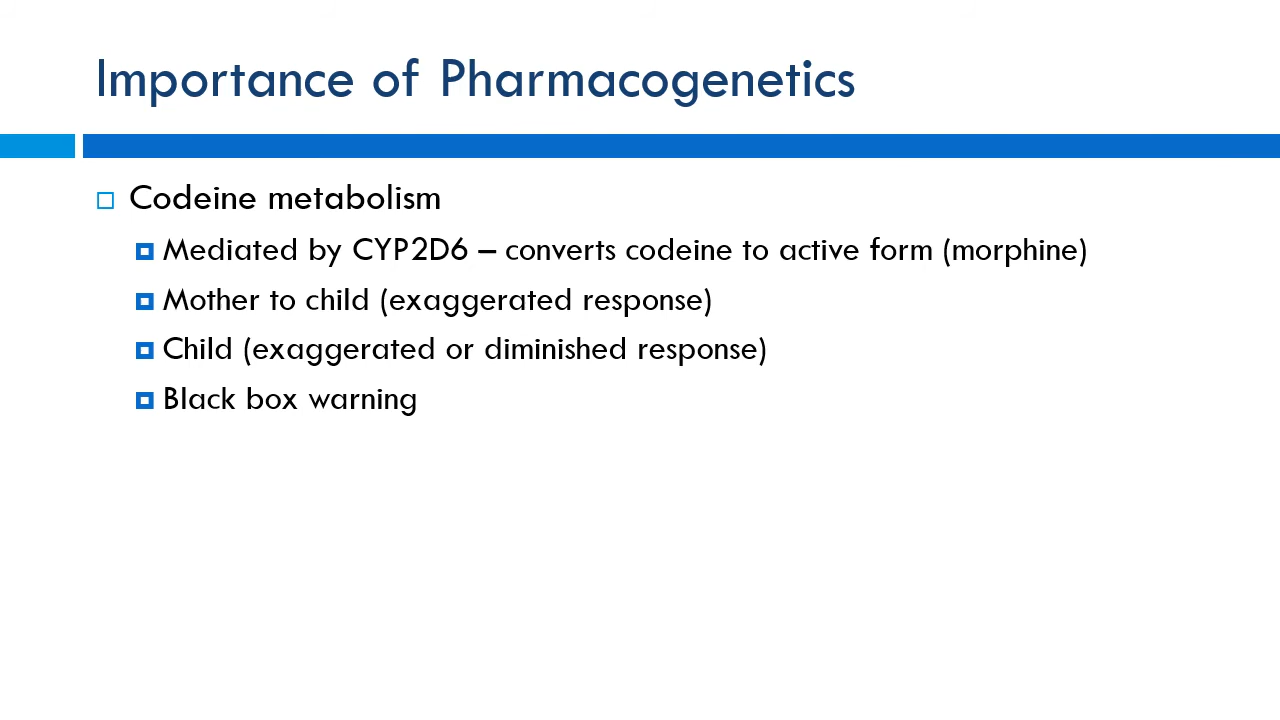 Importance of Pharmacogenetics
Codeine metabolism
Mediated by CYP2D6 – converts codeine to active form (morphine)
Mother to child (exaggerated response)
Child (exaggerated or diminished response)
Black box warning